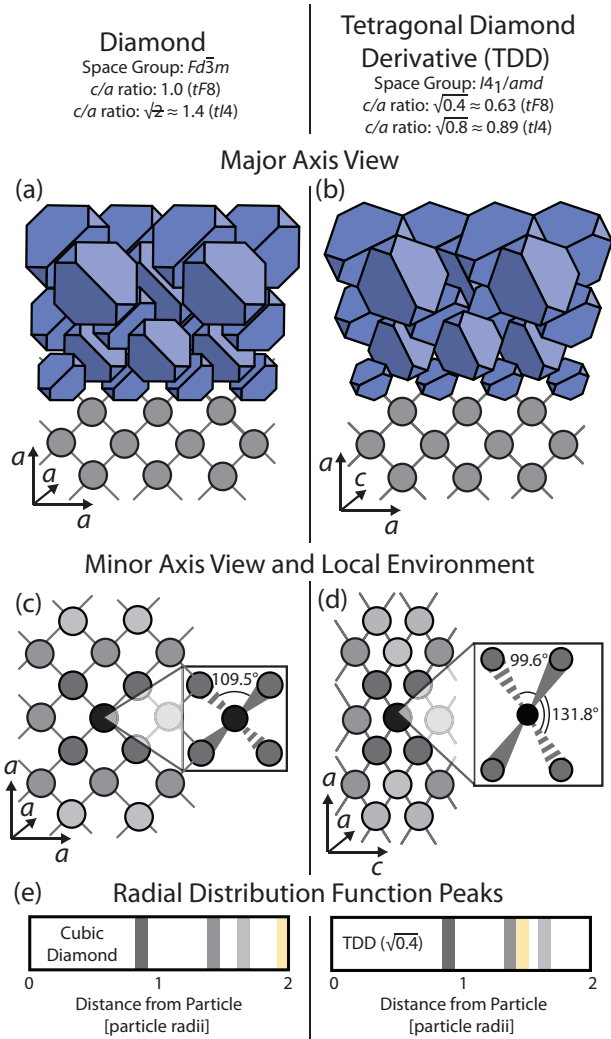 Diamond
Space Group: Fd3̅m
c/a ratio: 1.0 (tF8)
c/a ratio: √2 ≈ 1.4 (tI4)
Tetragonal Diamond
Derivative (TDD)
Space Group: I4₁/amd
c/a ratio: √0.4 ≈ 0.63 (tF8)
c/a ratio: √0.8 ≈ 0.89 (tI4)
Major Axis View
(a)
(b)
a
a
a
a
c
a
Minor Axis View and Local Environment
(c)
(d)
109.5°
99.6°
131.8°
a
a
a
a
a
c
(e)
Radial Distribution Function Peaks
Cubic
Diamond
TDD (√0.4)
0
1
2
0
1
2
Distance from Particle
[particle radii]
Distance from Particle
[particle radii]